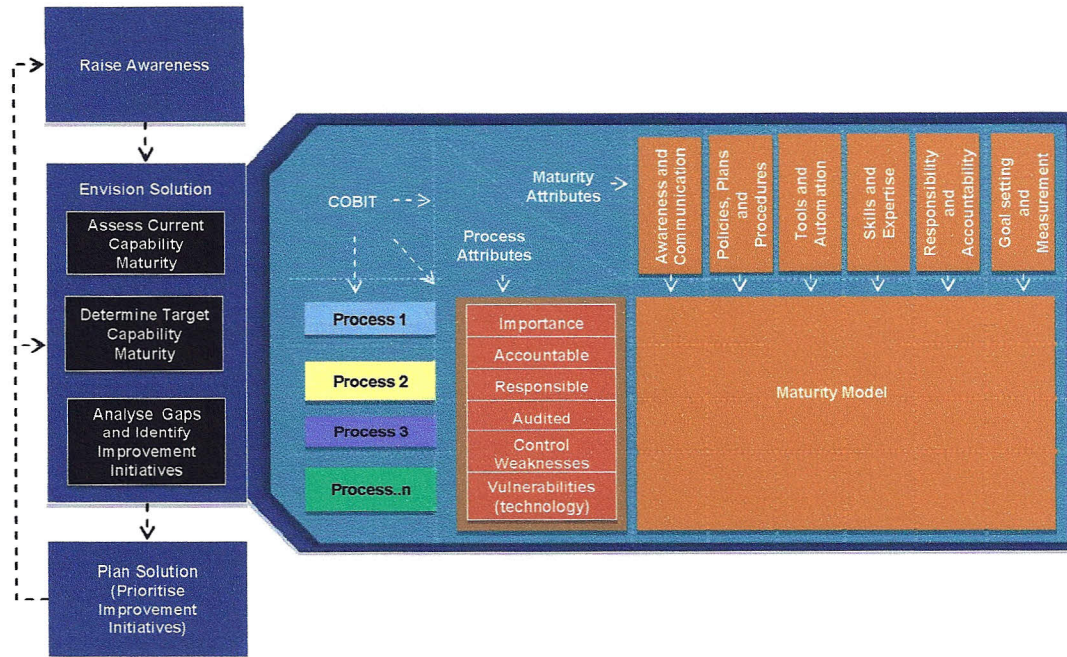 Raise Awareness
Envision Solution
Assess Current
Capability
Maturity
Determine Target
Capability
Maturity
Analyse Gaps
and Identify
Improvement
Initiatives
Plan Solution
(Prioritise
Improvement
Initiatives)
COBIT
Process
Attributes
Maturity
Attributes
Awareness and
Communication
Policies, Plans
and
Procedures
Tools and
Automation
Skills and
Expertise
Responsibility
and
Accountability
Goal setting
and
Measurement
Process 1
Process 2
Process 3
Process..n
Importance
Accountable
Responsible
Audited
Control
Weaknesses
Vulnerabilities
(technology)
Maturity Model